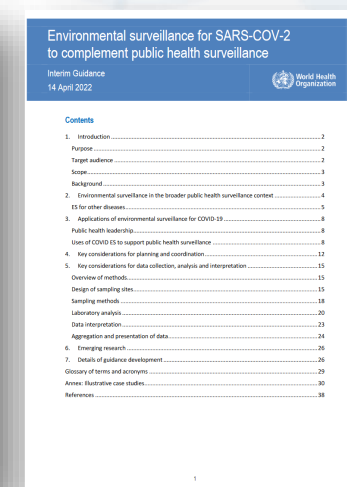 Environmental surveillance for SARS-COV-2
to complement public health surveillance
Interim Guidance
14 April 2022
World Health
Organization
Contents
1. Introduction 2
Purpose 2
Target audience 2
Scope 3
Background 3
2. Environmental surveillance in the broader public health surveillance context 4
ES for other diseases 5
3. Applications of environmental surveillance for COVID-19 8
Public health leadership 8
Uses of COVID ES to support public health surveillance 8
4. Key considerations for planning and coordination 12
5. Key considerations for data collection, analysis and interpretation 15
Overview of methods 15
Design of sampling sites 15
Sampling methods 18
Laboratory analysis 20
Data interpretation 23
Aggregation and presentation of data 24
6. Emerging research 26
7. Details of guidance development 26
Glossary of terms and acronyms 29
Annex: Illustrative case studies 30
References 38
1